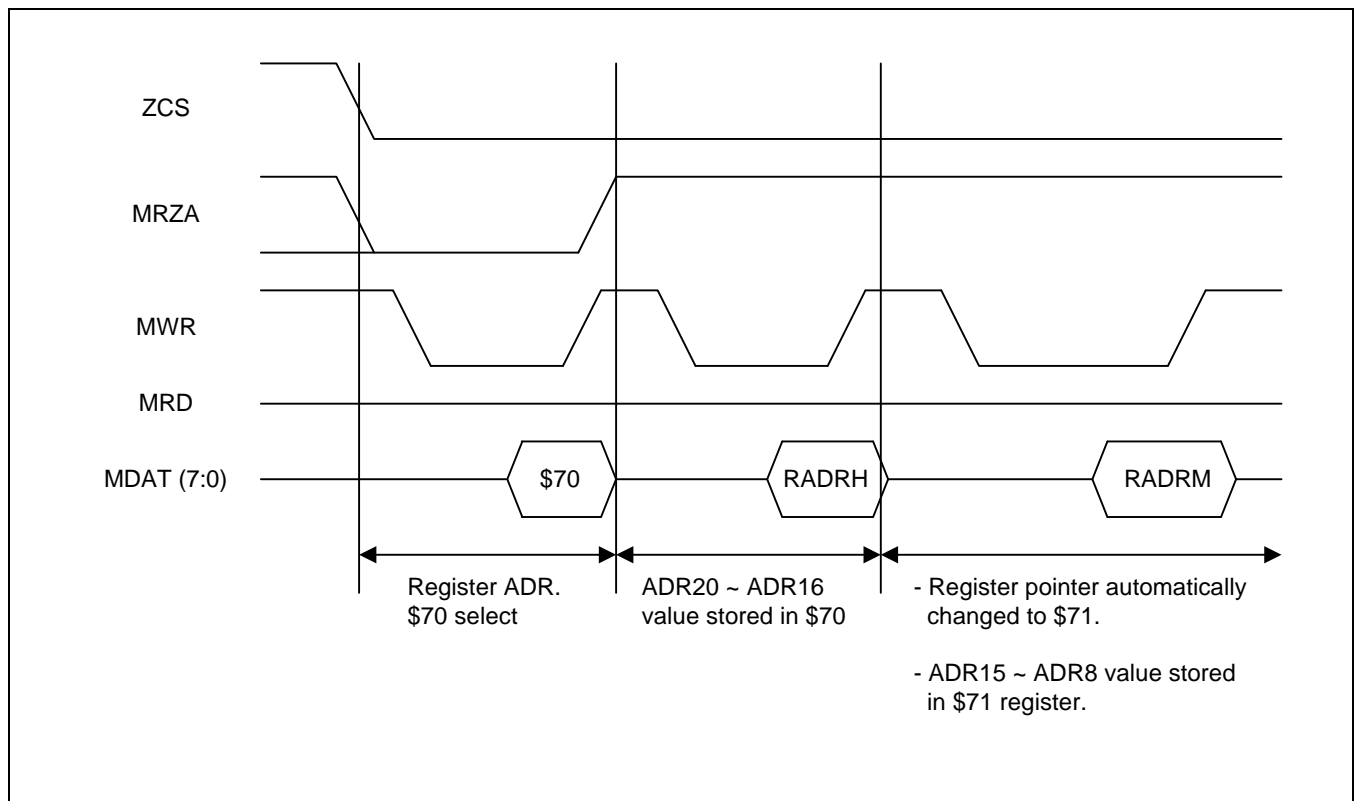 ZCS
MRZA
MWR
MRD
MDAT (7:0)
$70
RADRH
RADRM
Register ADR.
$70 select
ADR20 ~ ADR16
value stored in $70
- Register pointer automatically
changed to $71.
- ADR15 ~ ADR8 value stored
in $71 register.